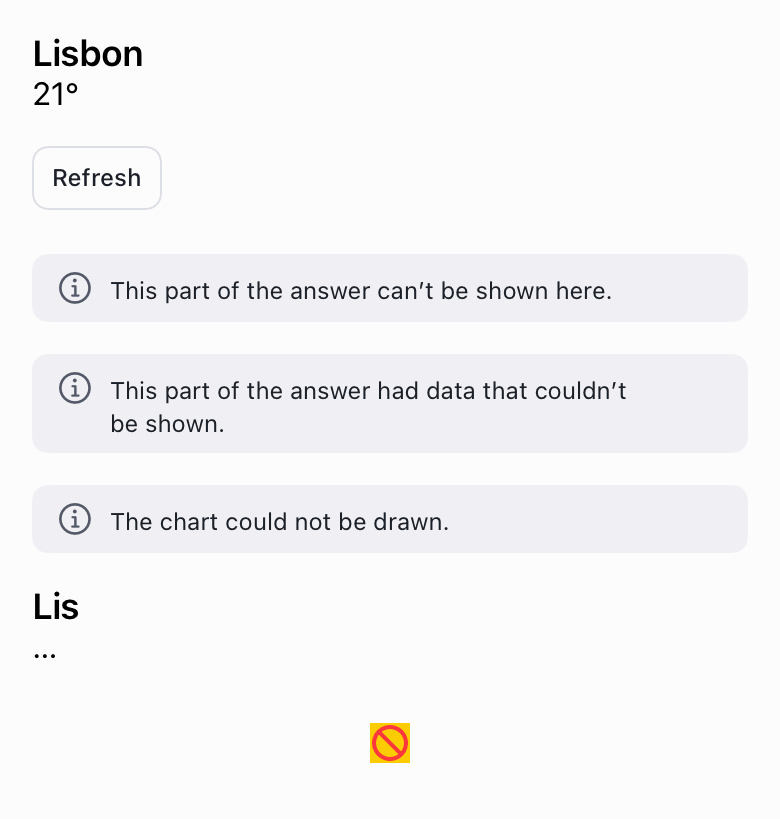 Lisbon
21°
Refresh
This part of the answer can’t be shown here.
This part of the answer had data that couldn’t
be shown.
The chart could not be drawn.
Lis
…